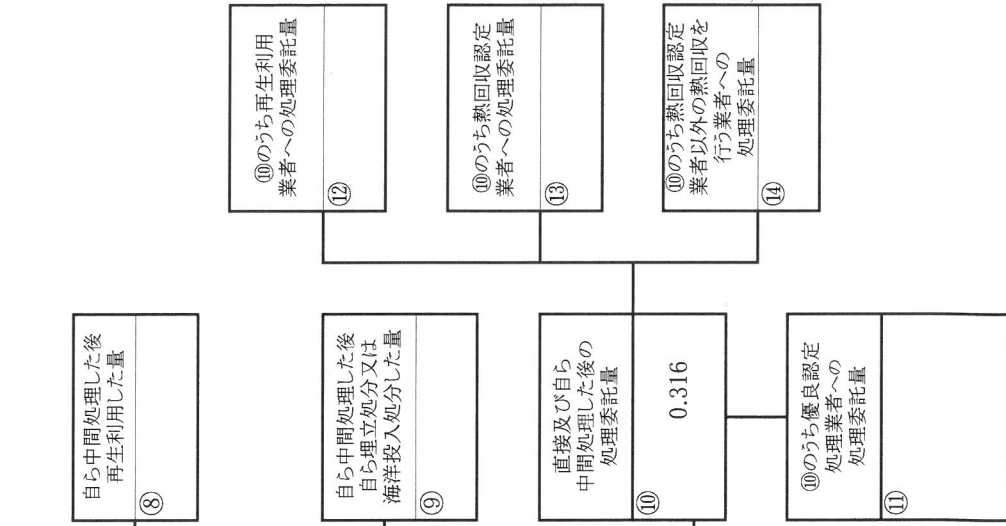 ⑩のうち再生利用
業者への処理委託量
⑫
⑩のうち熱回収認定
業者への処理委託量
⑬
⑩のうち熱回収認定
業者以外の熱回収を
行う業者への
処理委託量
⑭
自ら中間処理した後
再生利用した量
⑧
自ら中間処理した後
自ら埋立処分又は
海洋投入処分した量
⑨
直接及び自ら
中間処理した後の
処理委託量
⑩
0.316
⑩のうち優良認定
処理業者への
処理委託量
⑪